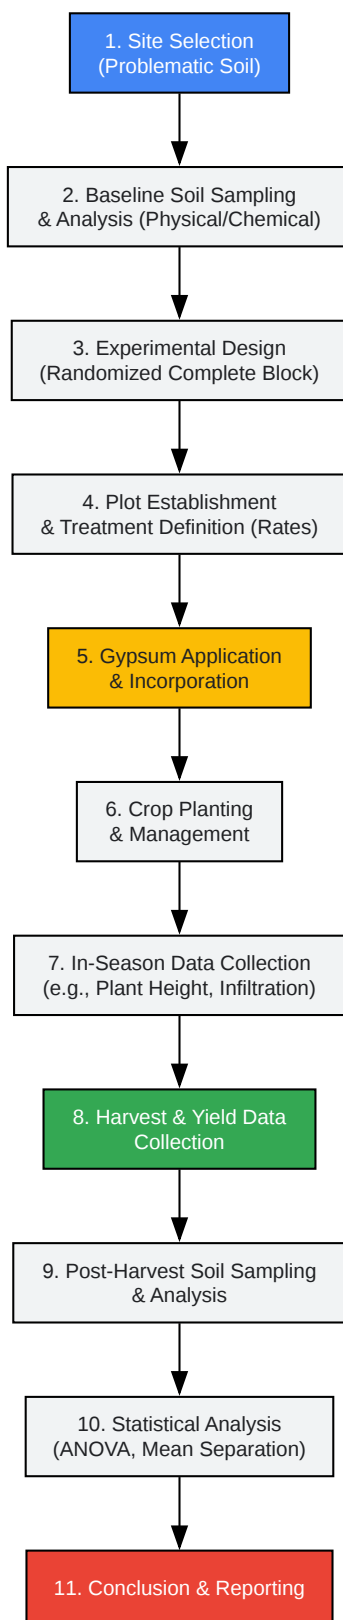 1. Site Selection
(Problematic Soil)
2. Baseline Soil Sampling
& Analysis (Physical/Chemical)
3. Experimental Design
(Randomized Complete Block)
4. Plot Establishment
& Treatment Definition (Rates)
5. Gypsum Application
& Incorporation
6. Crop Planting
& Management
7. In-Season Data Collection
(e.g., Plant Height, Infiltration)
8. Harvest & Yield Data
Collection
9. Post-Harvest Soil Sampling
& Analysis
10. Statistical Analysis
(ANOVA, Mean Separation)
11. Conclusion & Reporting